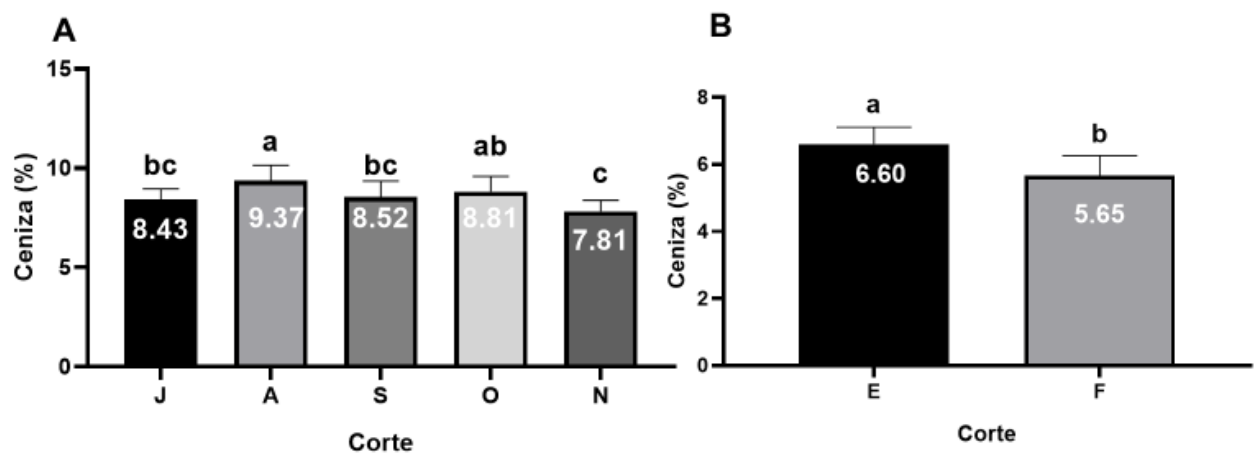 A
Ceniza (%)
15
10
5
0
bc
a
bc
ab
c
8.43
9.37
8.52
8.81
7.81
J A S O N
Corte
B
Ceniza (%)
8
6
4
2
0
a
b
6.60
5.65
E F
Corte